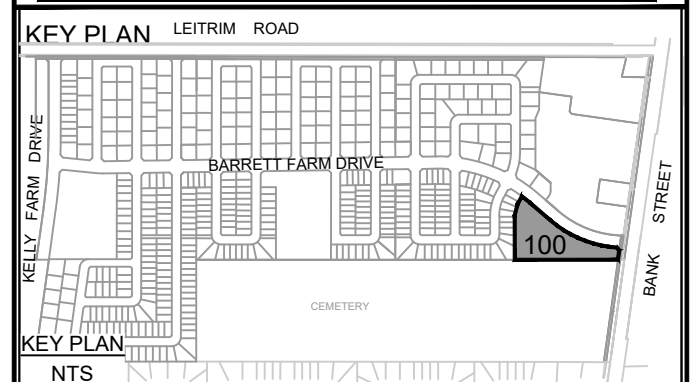 KEY PLAN
LEITRIM ROAD
KELLY FARM DRIVE
BARRETT FARM DRIVE
BANK STREET
100
CEMETERY
KEY PLAN
NTS